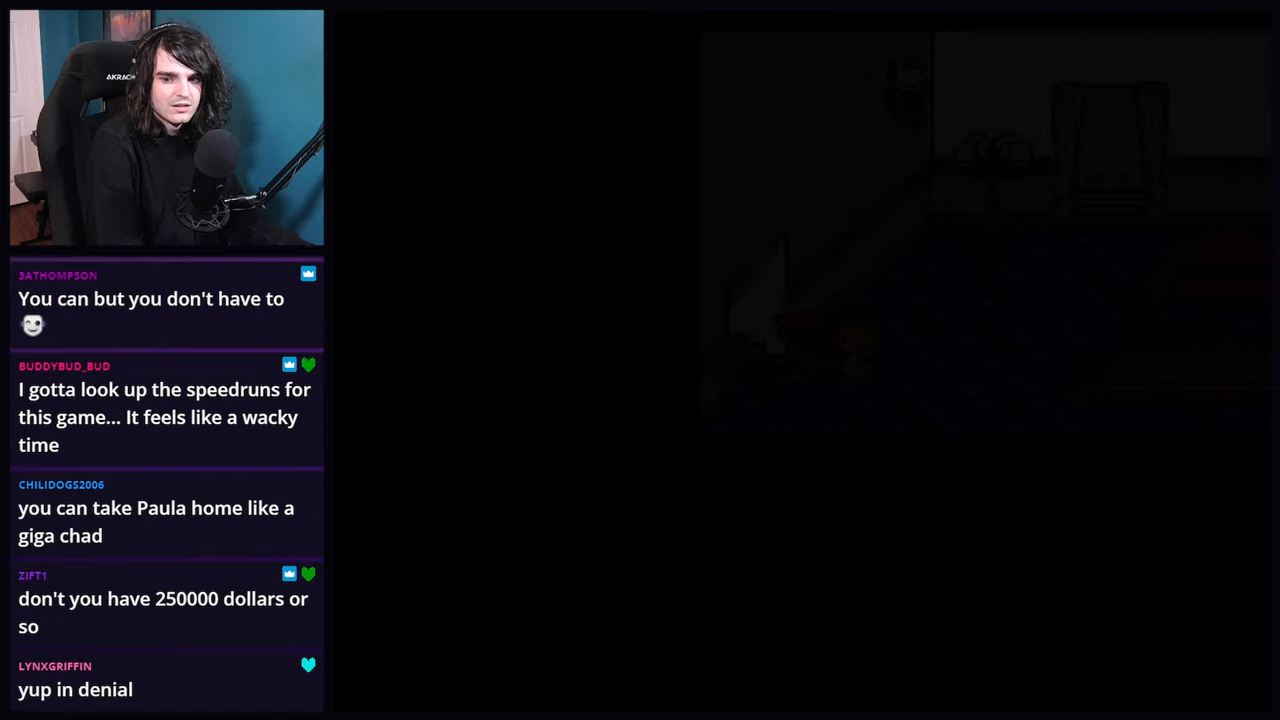 AKRAC
3ATHOMPSON
You can but you don't have to
BUDDYBUD_BUD
I gotta look up the speedruns for
this game... It feels like a wacky
time
CHILIDOGS2006
you can take Paula home like a
giga chad
ZIFT1
don't you have 250000 dollars or
so
LYNXGRIFFIN
yup in denial